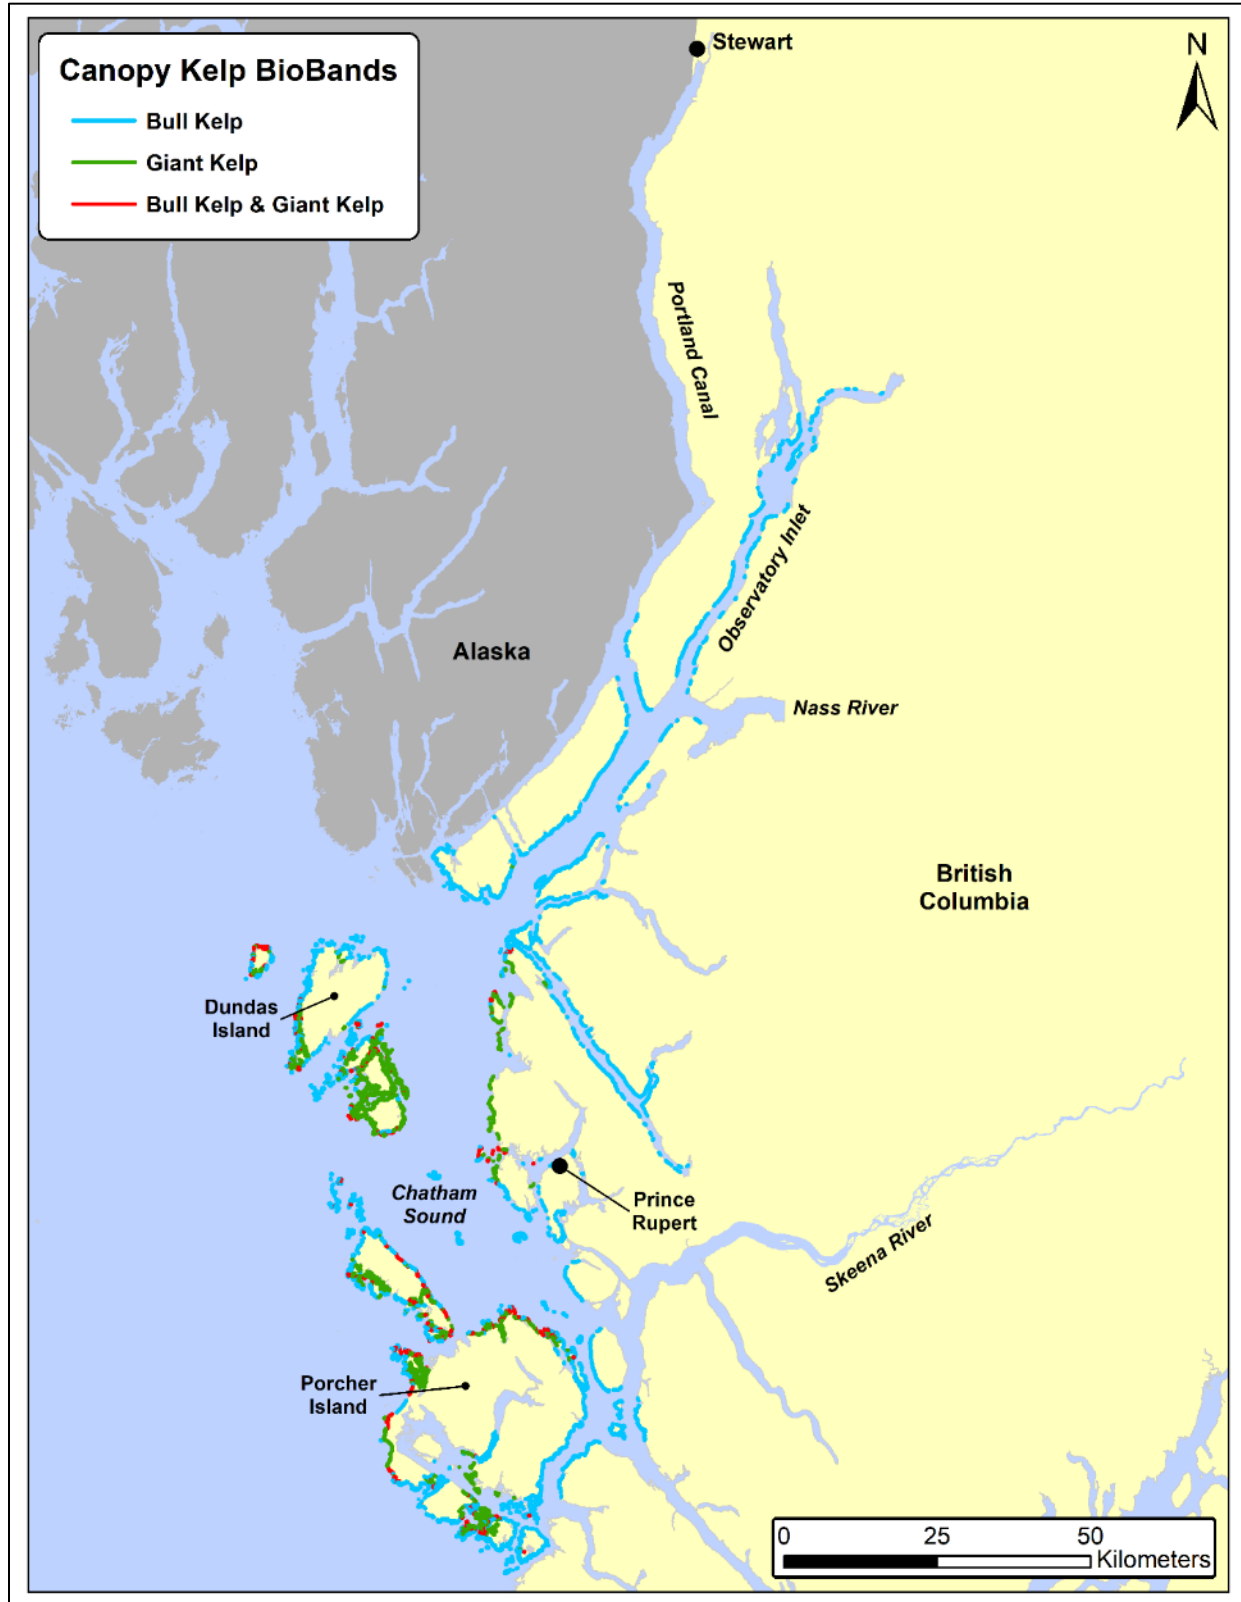 Canopy Kelp BioBands
Bull Kelp
Giant Kelp
Bull Kelp & Giant Kelp
Stewart
N
Portland Canal
Observatory Inlet
Alaska
Nass River
British
Columbia
Dundas
Island
Chatham
Sound
Prince
Rupert
Skeena River
Porcher
Island
0 25 50
Kilometers